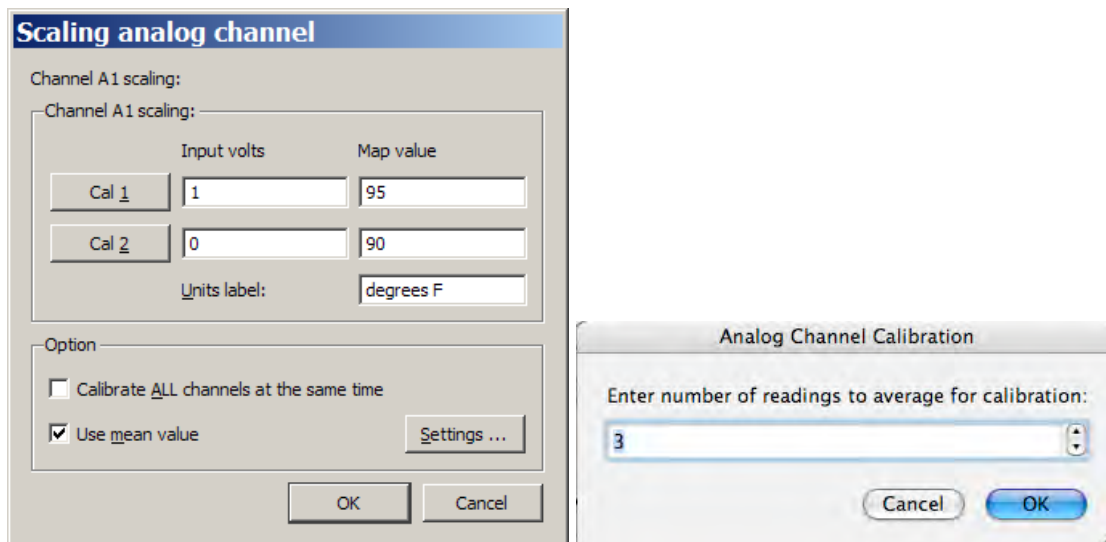 Scaling analog channel
Channel A1 scaling:
Channel A1 scaling:
Input volts Map value
Cal 1 1 95
Cal 2 0 90
Units label: degrees F
Option
Calibrate ALL channels at the same time
Use mean value Settings ...
OK Cancel
Analog Channel Calibration
Enter number of readings to average for calibration:
3
Cancel OK